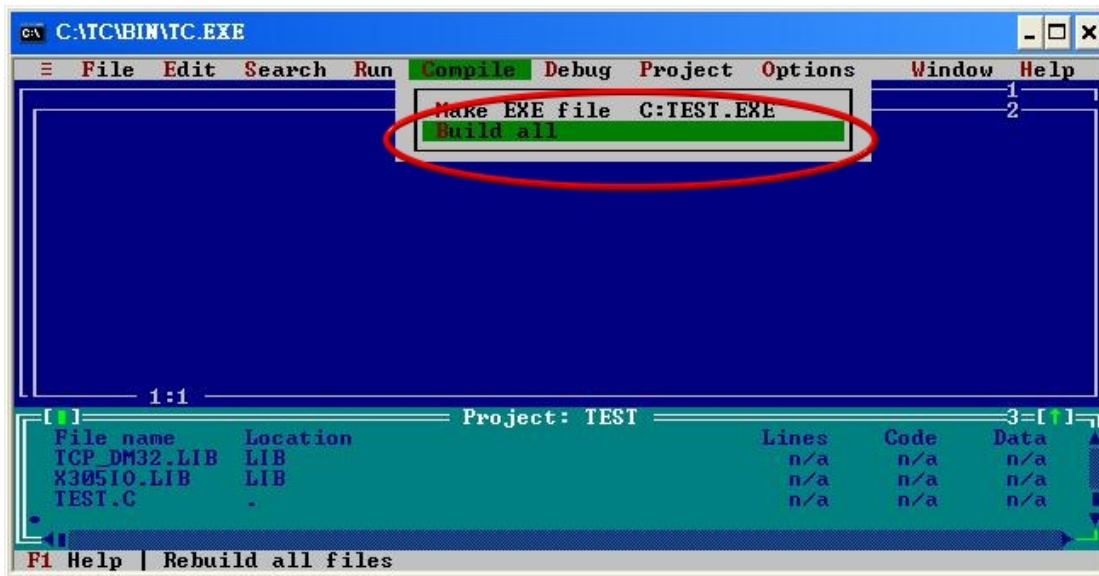 C:\TC\BIN\TC.EXE
≡ File Edit Search Run Compile Debug Project Options Window Help
1
Make EXE file C:TEST.EXE
2
Build all
1:1
Project: TEST 3=[↑]
File name Location Lines Code Data
TCP_DM32.LIB LIB n/a n/a n/a
X305IO.LIB LIB n/a n/a n/a
TEST.C . n/a n/a n/a
F1 Help | Rebuild all files